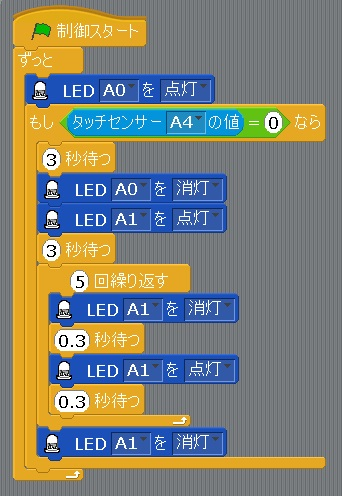 制御スタート
ずっと
LED A0 を 点灯
もし タッチセンサー A4 の値 = 0 なら
3 秒待つ
LED A0 を 消灯
LED A1 を 点灯
3 秒待つ
5 回繰り返す
LED A1 を 消灯
0.3 秒待つ
LED A1 を 点灯
0.3 秒待つ
LED A1 を 消灯